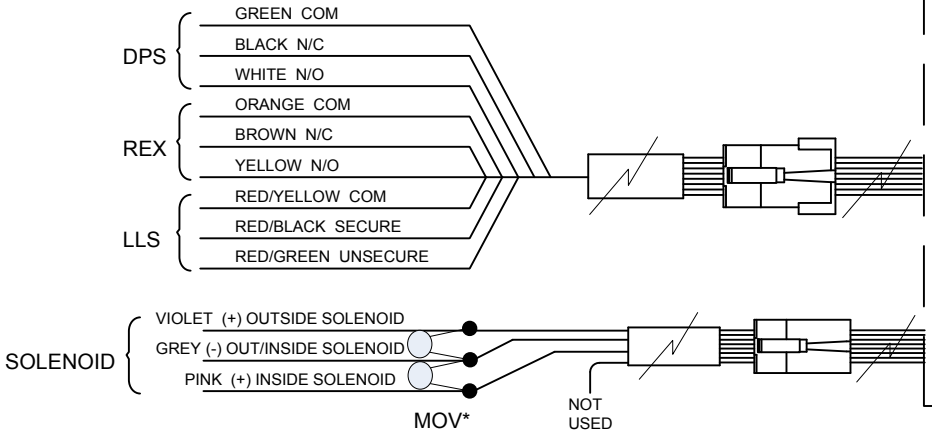 DPS
GREEN COM
BLACK N/C
WHITE N/O
REX
ORANGE COM
BROWN N/C
YELLOW N/O
LLS
RED/YELLOW COM
RED/BLACK SECURE
RED/GREEN UNSECURE
SOLENOID
VIOLET (+) OUTSIDE SOLENOID
GREY (-) OUT/INSIDE SOLENOID
PINK (+) INSIDE SOLENOID
MOV*
NOT
USED